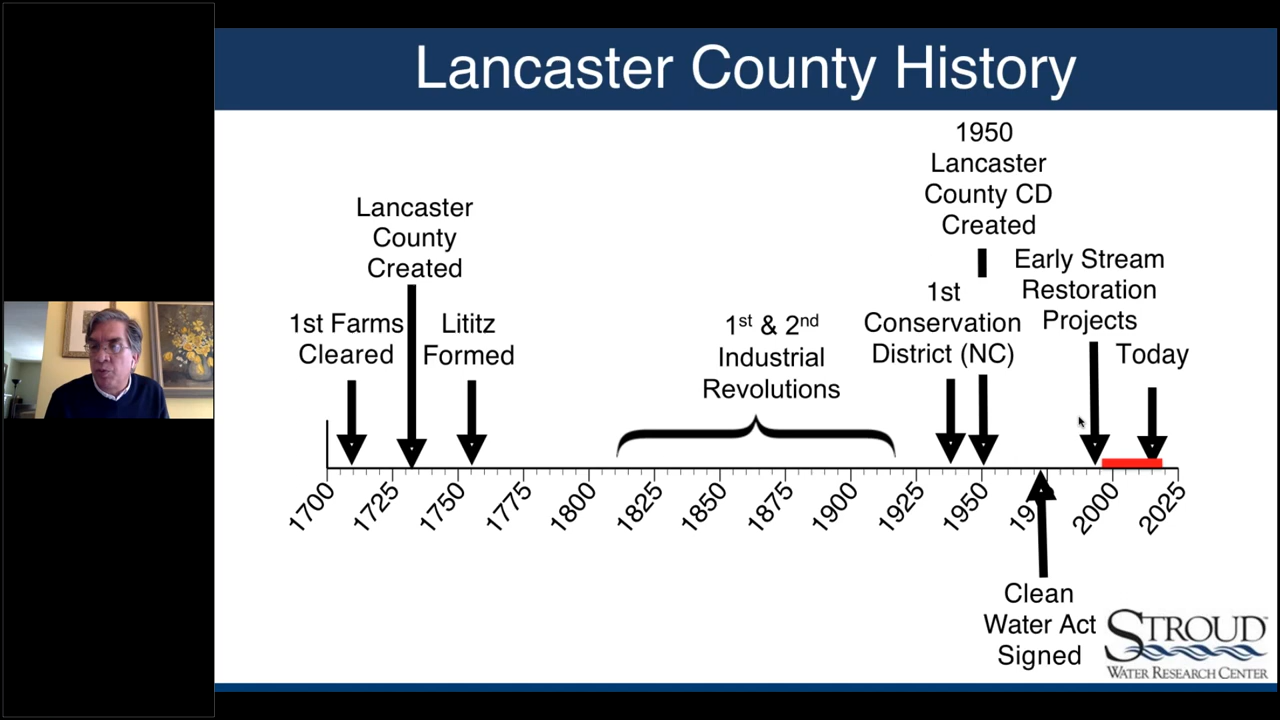 Lancaster County History
1950
Lancaster
County CD
Created
Lancaster
County
Created
Early Stream
Restoration
Projects
1st
Conservation
District (NC)
1st Farms
Cleared
Lititz
Formed
1st & 2nd
Industrial
Revolutions
Today
1700
1725
1750
1775
1800
1825
1850
1875
1900
1925
1950
2000
2025
Clean
Water Act
Signed
STROUD
WATER RESEARCH CENTER